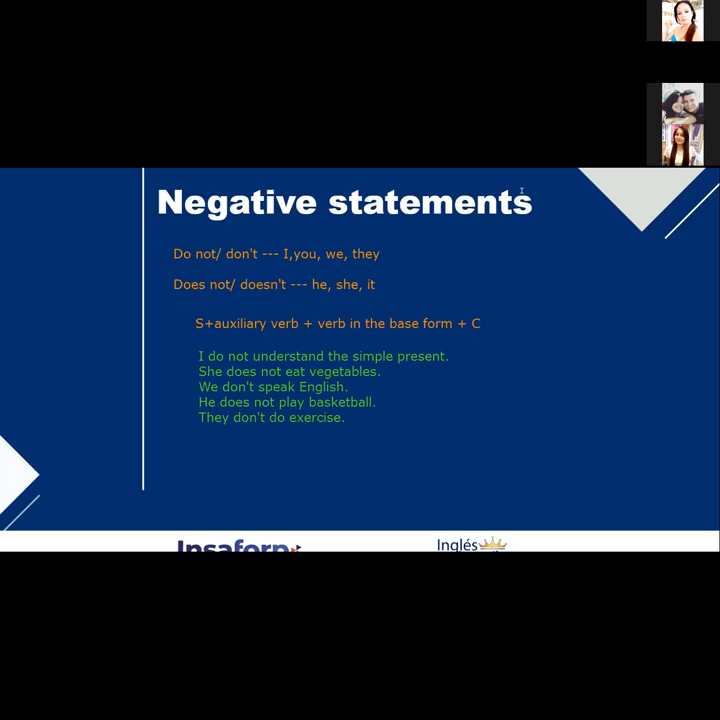 Negative statements
Do not/ don't --- I,you, we, they
Does not/ doesn't --- he, she, it
S+auxiliary verb + verb in the base form + C
I do not understand the simple present.
She does not eat vegetables.
We don't speak English.
He does not play basketball.
They don't do exercise.
Insaforp
Inglés